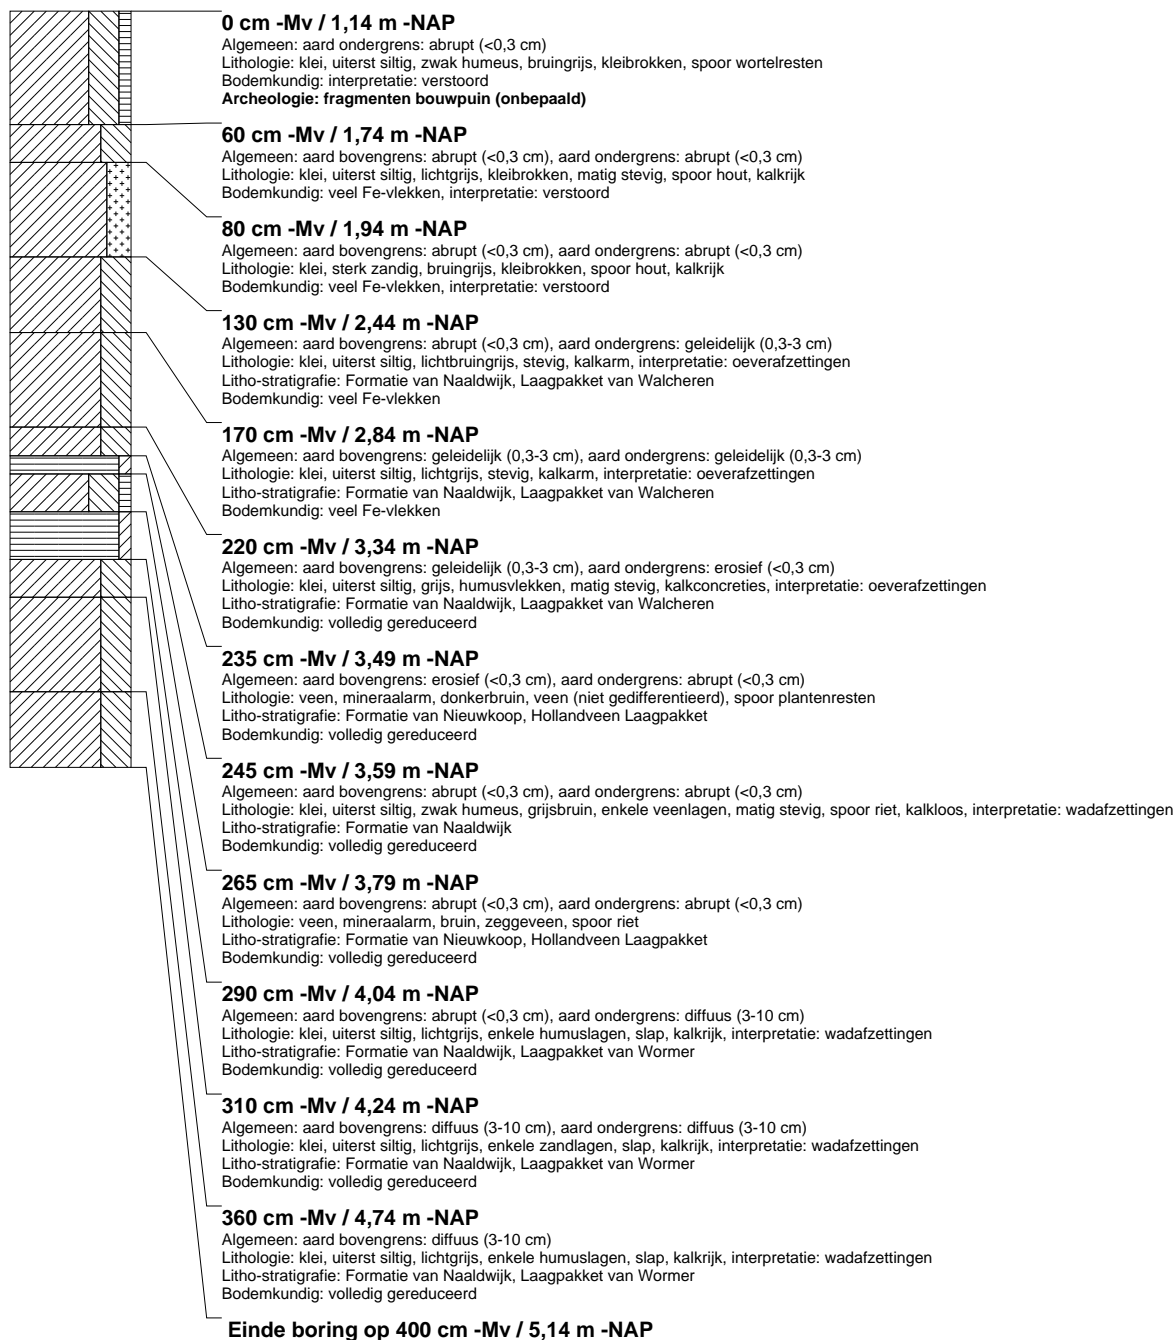 0 cm -Mv / 1,14 m -NAP
Algemeen: aard ondergrens: abrupt (<0,3 cm)
Lithologie: klei, uiterst siltig, zwak humeus, bruingrijs, kleibrokken, spoor wortelresten
Bodemkundig: interpretatie: verstoord
Archeologie: fragmenten bouwpuin (onbepaald)
60 cm -Mv / 1,74 m -NAP
Algemeen: aard bovengrens: abrupt (<0,3 cm), aard ondergrens: abrupt (<0,3 cm)
Lithologie: klei, uiterst siltig, lichtgrijs, kleibrokken, matig stevig, spoor hout, kalkrijk
Bodemkundig: veel Fe-vlekken, interpretatie: verstoord
80 cm -Mv / 1,94 m -NAP
Algemeen: aard bovengrens: abrupt (<0,3 cm), aard ondergrens: abrupt (<0,3 cm)
Lithologie: klei, sterk zandig, bruingrijs, kleibrokken, spoor hout, kalkrijk
Bodemkundig: veel Fe-vlekken, interpretatie: verstoord
130 cm -Mv / 2,44 m -NAP
Algemeen: aard bovengrens: abrupt (<0,3 cm), aard ondergrens: geleidelijk (0,3-3 cm)
Lithologie: klei, uiterst siltig, lichtbruingrijs, stevig, kalkarm, interpretatie: oeverafzettingen
Litho-stratigrafie: Formatie van Naaldwijk, Laagpakket van Walcheren
Bodemkundig: veel Fe-vlekken
170 cm -Mv / 2,84 m -NAP
Algemeen: aard bovengrens: geleidelijk (0,3-3 cm), aard ondergrens: geleidelijk (0,3-3 cm)
Lithologie: klei, uiterst siltig, lichtgrijs, stevig, kalkarm, interpretatie: oeverafzettingen
Litho-stratigrafie: Formatie van Naaldwijk, Laagpakket van Walcheren
Bodemkundig: veel Fe-vlekken
220 cm -Mv / 3,34 m -NAP
Algemeen: aard bovengrens: geleidelijk (0,3-3 cm), aard ondergrens: erosief (<0,3 cm)
Lithologie: klei, uiterst siltig, grijs, humusvlekken, matig stevig, kalkconcreties, interpretatie: oeverafzettingen
Litho-stratigrafie: Formatie van Naaldwijk, Laagpakket van Walcheren
Bodemkundig: volledig gereduceerd
235 cm -Mv / 3,49 m -NAP
Algemeen: aard bovengrens: erosief (<0,3 cm), aard ondergrens: abrupt (<0,3 cm)
Lithologie: veen, mineraalarm, donkerbruin, veen (niet gedifferentieerd), spoor plantenresten
Litho-stratigrafie: Formatie van Nieuwkoop, Hollandveen Laagpakket
Bodemkundig: volledig gereduceerd
245 cm -Mv / 3,59 m -NAP
Algemeen: aard bovengrens: abrupt (<0,3 cm), aard ondergrens: abrupt (<0,3 cm)
Lithologie: klei, uiterst siltig, zwak humeus, grijsbruin, enkele veenlagen, matig stevig, spoor riet, kalkloos, interpretatie: wadafzettingen
Litho-stratigrafie: Formatie van Naaldwijk
Bodemkundig: volledig gereduceerd
265 cm -Mv / 3,79 m -NAP
Algemeen: aard bovengrens: abrupt (<0,3 cm), aard ondergrens: abrupt (<0,3 cm)
Lithologie: veen, mineraalarm, bruin, zeggeveen, spoor riet
Litho-stratigrafie: Formatie van Nieuwkoop, Hollandveen Laagpakket
Bodemkundig: volledig gereduceerd
290 cm -Mv / 4,04 m -NAP
Algemeen: aard bovengrens: abrupt (<0,3 cm), aard ondergrens: diffuus (3-10 cm)
Lithologie: klei, uiterst siltig, lichtgrijs, enkele humuslagen, slap, kalkrijk, interpretatie: wadafzettingen
Litho-stratigrafie: Formatie van Naaldwijk, Laagpakket van Wormer
Bodemkundig: volledig gereduceerd
310 cm -Mv / 4,24 m -NAP
Algemeen: aard bovengrens: diffuus (3-10 cm), aard ondergrens: diffuus (3-10 cm)
Lithologie: klei, uiterst siltig, lichtgrijs, enkele zandlagen, slap, kalkrijk, interpretatie: wadafzettingen
Litho-stratigrafie: Formatie van Naaldwijk, Laagpakket van Wormer
Bodemkundig: volledig gereduceerd
360 cm -Mv / 4,74 m -NAP
Algemeen: aard bovengrens: diffuus (3-10 cm)
Lithologie: klei, uiterst siltig, lichtgrijs, enkele humuslagen, slap, kalkrijk, interpretatie: wadafzettingen
Litho-stratigrafie: Formatie van Naaldwijk, Laagpakket van Wormer
Bodemkundig: volledig gereduceerd
Einde boring op 400 cm -Mv / 5,14 m -NAP